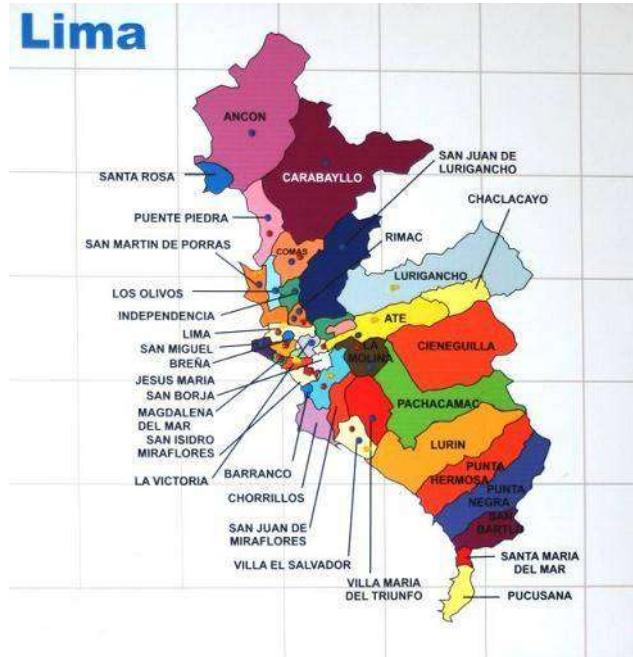 Lima
ANCON
SANTA ROSA
CARABAYLLO
SAN JUAN DE
LURIGANCHO
CHACLACAYO
PUENTE PIEDRA
RIMAC
SAN MARTIN DE PORRAS
COMAS
LURIGANCHO
LOS OLIVOS
INDEPENDENCIA
ATE
LIMA
CIENEGUILLA
SAN MIGUEL
LA
MOLINA
BREÑA
JESUS MARIA
SAN BORJA
PACHACAMAC
MAGDALENA
DEL MAR
SAN ISIDRO
MIRAFLORES
LURIN
BARRANCO
PUNTA
HERMOSA
LA VICTORIA
PUNTA
NEGRA
CHORRILLOS
SAN
BARTLO
SAN JUAN DE
MIRAFLORES
SANTA MARIA
DEL MAR
VILLA EL SALVADOR
VILLA MARIA
DEL TRIUNFO
PUCUSANA